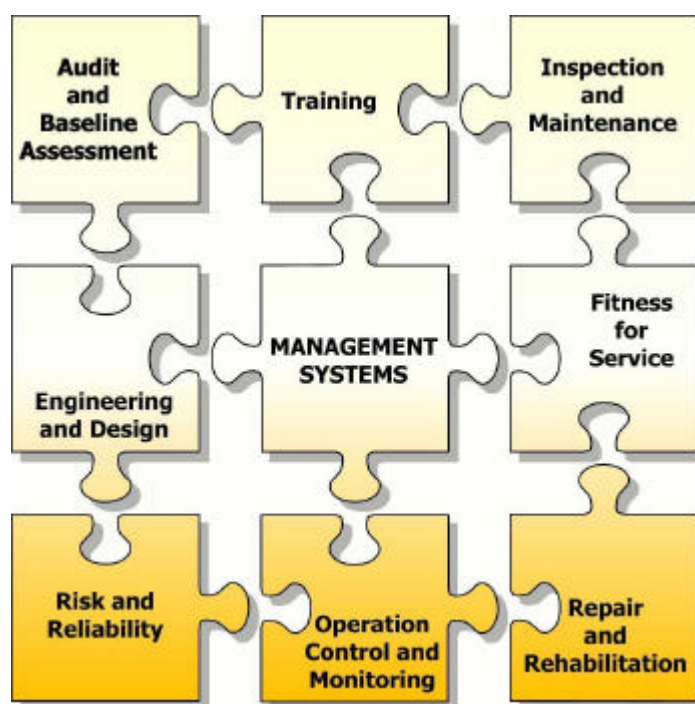 Audit
and
Baseline
Assessment
Training
Inspection
and
Maintenance
Engineering
and Design
MANAGEMENT
SYSTEMS
Fitness
for
Service
Risk and
Reliability
Operation
Control and
Monitoring
Repair
and
Rehabilitation